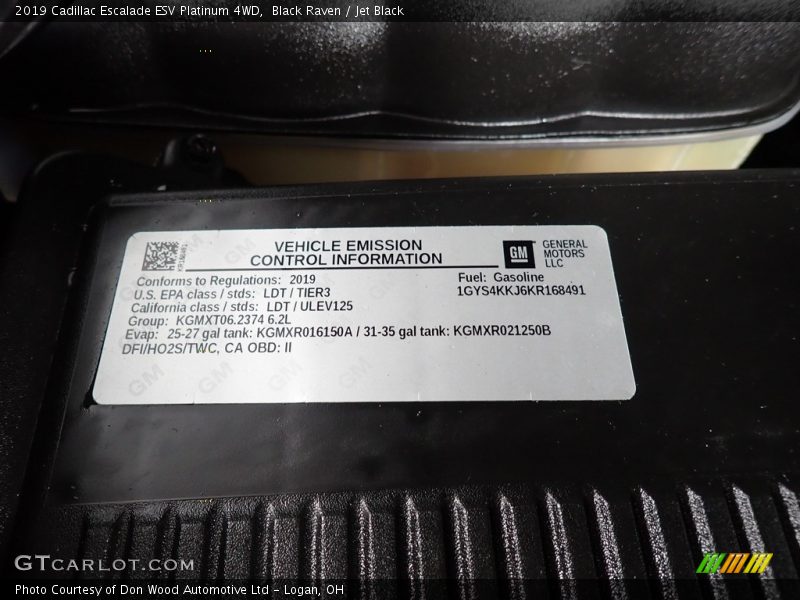 2019 Cadillac Escalade ESV Platinum 4WD,  Black Raven / Jet Black
VEHICLE EMISSION
CONTROL INFORMATION
GM
GENERAL
MOTORS
LLC
Conforms to Regulations: 2019
Fuel: Gasoline
U.S. EPA class / stds: LDT / TIER3
1GYS4KKJ6KR168491
California class / stds: LDT / ULEV125
Group: KGMXT06.2374 6.2L
Evap: 25-27 gal tank: KGMXR016150A / 31-35 gal tank: KGMXR021250B
DFI/HO2S/TWC, CA OBD: II
GTCARLOT.COM
Photo Courtesy of Don Wood Automotive Ltd - Logan, OH